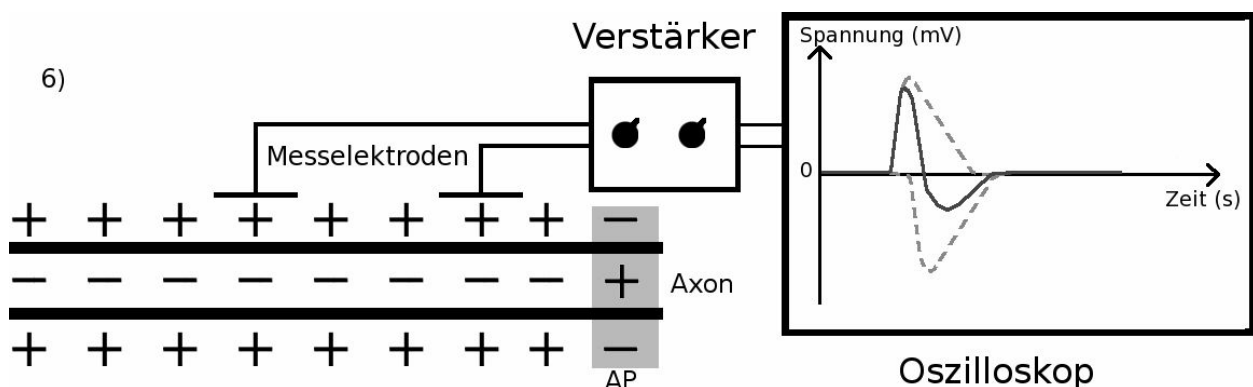 6)
Verstärker
Messelektroden
Spannung (mV)
0
Zeit (s)
+ + + + + + + + −
− − − − − − − − +
Axon
+ + + + + + + + −
AP
Oszilloskop